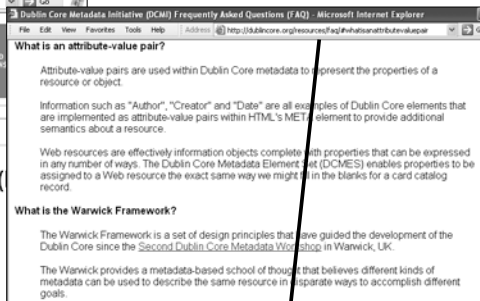 Dublin Core Metadata Initiative (DCMI) Frequently Asked Questions (FAQ) - Microsoft Internet Explorer
File Edit View Favorites Tools Help Address http://dublincore.org/resources/faq/#whatisanattributevaluepair
What is an attribute-value pair?
Attribute-value pairs are used within Dublin Core metadata to represent the properties of a
resource or object.
Information such as "Author", "Creator" and "Date" are all examples of Dublin Core elements that
are implemented as attribute-value pairs within HTML's META element to provide additional
semantics about a resource.
Web resources are effectively information objects complete with properties that can be expressed
in any number of ways. The Dublin Core Metadata Element Set (DCMES) enables properties to be
assigned to a Web resource the exact same way we might fill in the blanks for a card catalog
record.
What is the Warwick Framework?
The Warwick Framework is a set of design principles that have guided the development of the
Dublin Core since the Second Dublin Core Metadata Workshop in Warwick, UK.
The Warwick provides a metadata-based school of thought that believes different kinds of
metadata can be used to describe the same resource in disparate ways to accomplish different
goals.